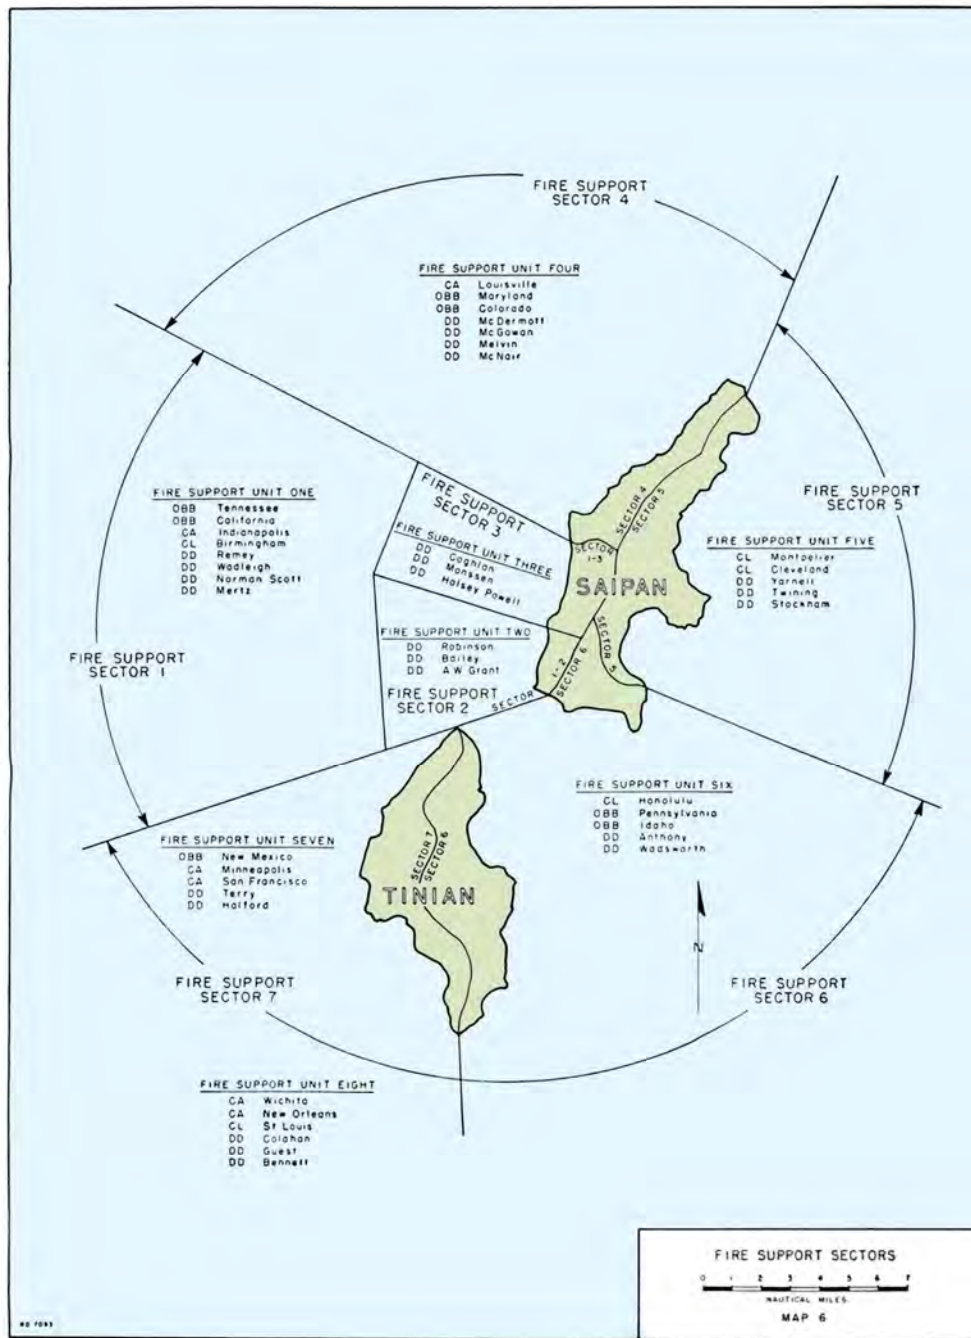 FIRE SUPPORT
SECTOR 4
FIRE SUPPORT UNIT FOUR
CA Louisville
OBB Maryland
OBB Colorado
DD McDermott
DD McGowan
DD Melvin
DD McNair
FIRE SUPPORT UNIT ONE
OBB Tennessee
OBB California
CA Indianapolis
CL Birmingham
DD Remey
DD Wadleigh
DD Norman Scott
DD Mertz
FIRE SUPPORT
SECTOR 1
FIRE SUPPORT
SECTOR 3
FIRE SUPPORT UNIT THREE
DD Coghlan
DD Monssen
DD Halsey Powell
FIRE SUPPORT UNIT TWO
DD Robinson
DD Bailey
DD A W Grant
FIRE SUPPORT
SECTOR 2
SECTOR 4
SECTOR 5
SECTOR
1-3
SAIPAN
SECTOR 5
SECTOR 1-2
SECTOR 6
FIRE SUPPORT
SECTOR 5
FIRE SUPPORT UNIT FIVE
CL Montpelier
CL Cleveland
DD Yarnell
DD Twining
DD Stockham
FIRE SUPPORT UNIT SIX
CL Honolulu
OBB Pennsylvania
OBB Idaho
DD Anthony
DD Wadsworth
FIRE SUPPORT UNIT SEVEN
OBB New Mexico
CA Minneapolis
CA San Francisco
DD Terry
DD Halford
SECTOR 7
SECTOR 6
TINIAN
N
FIRE SUPPORT
SECTOR 7
FIRE SUPPORT
SECTOR 6
FIRE SUPPORT UNIT EIGHT
CA Wichita
CA New Orleans
CL St Louis
DD Colahan
DD Guest
DD Bennett
FIRE SUPPORT SECTORS
0 1 2 3 4 5 6 7
NAUTICAL MILES
MAP 6